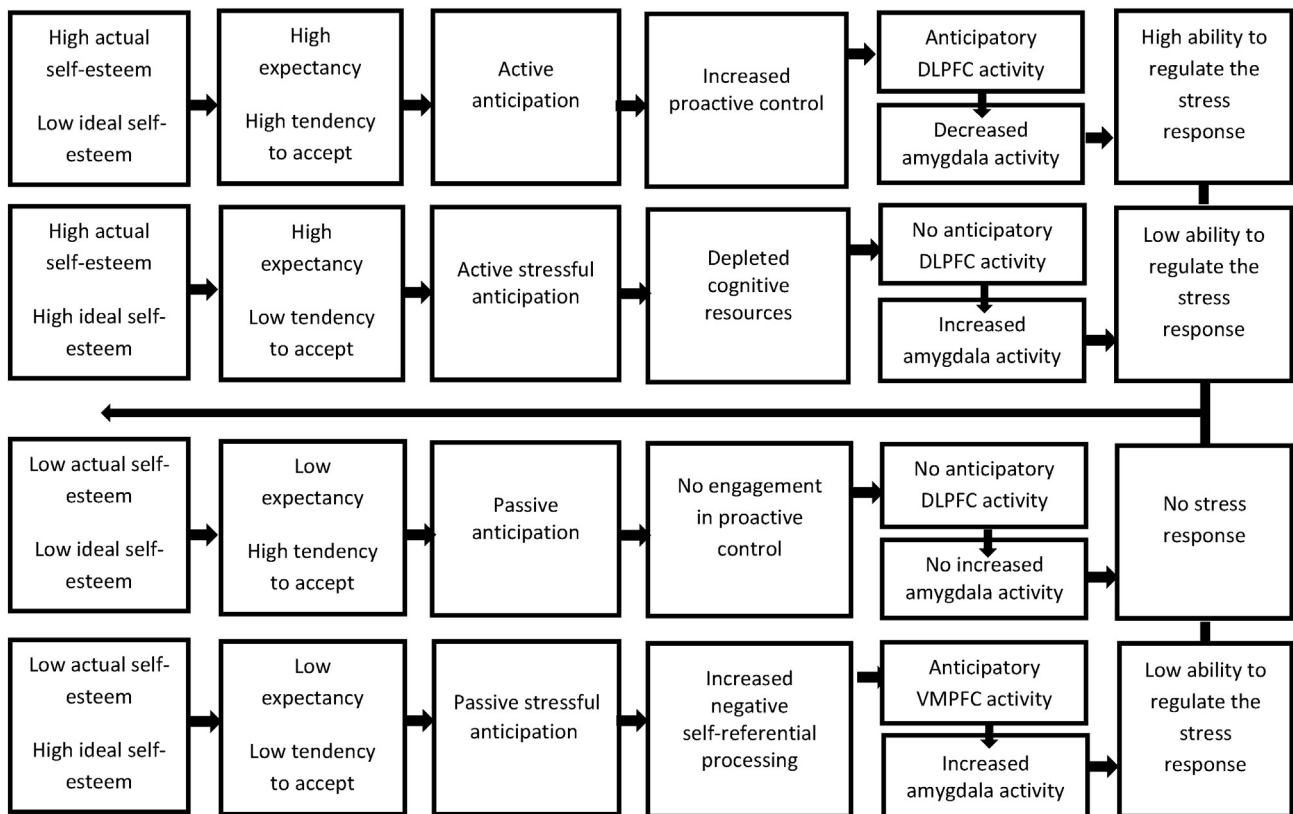 High actual
self-esteem
Low ideal self-
esteem
High
expectancy
High tendency
to accept
Active
anticipation
Increased
proactive control
Anticipatory
DLPFC activity
Decreased
amygdala activity
High ability to
regulate the
stress
response
High actual
self-esteem
High ideal self-
esteem
High
expectancy
Low tendency
to accept
Active stressful
anticipation
Depleted
cognitive
resources
No anticipatory
DLPFC activity
Increased
amygdala activity
Low ability to
regulate the
stress
response
Low actual self-
esteem
Low ideal self-
esteem
Low
expectancy
High tendency
to accept
Passive
anticipation
No engagement
in proactive
control
No anticipatory
DLPFC activity
No increased
amygdala activity
No stress
response
Low actual self-
esteem
High ideal self-
esteem
Low
expectancy
Low tendency
to accept
Passive stressful
anticipation
Increased
negative
self-referential
processing
Anticipatory
VMPFC activity
Increased
amygdala activity
Low ability to
regulate the
stress
response